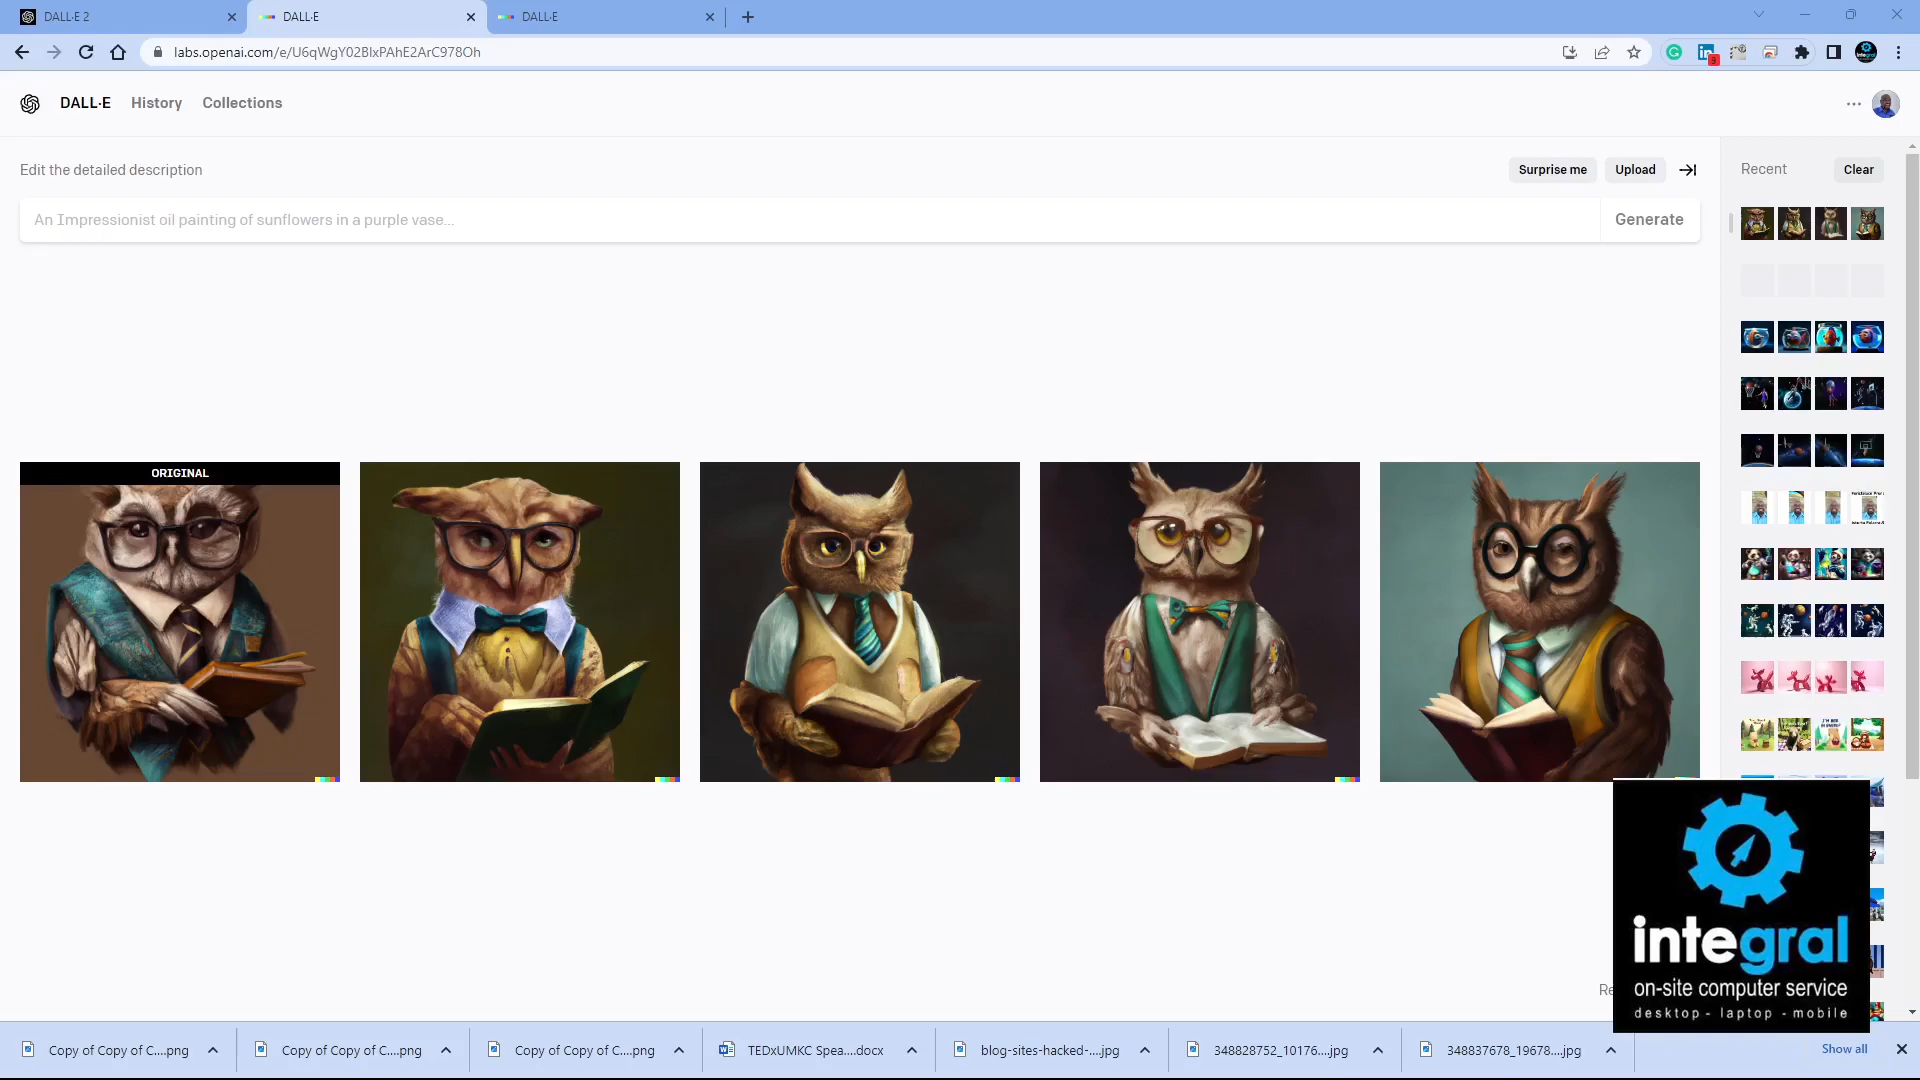 DALL·E 2
DALL·E
DALL·E
labs.openai.com/e/U6qWgY02BlxPAhE2ArC978Oh
9
DALL·E History Collections
Edit the detailed description
Surprise me
Upload
Recent
Clear
An Impressionist oil painting of sunflowers in a purple vase...
Generate
ORIGINAL
integral
on-site computer service
desktop - laptop - mobile
Copy of Copy of C....png
Copy of Copy of C....png
Copy of Copy of C....png
TEDxUMKC Spea....docx
blog-sites-hacked-....jpg
348828752_10176....jpg
348837678_19678....jpg
Show all